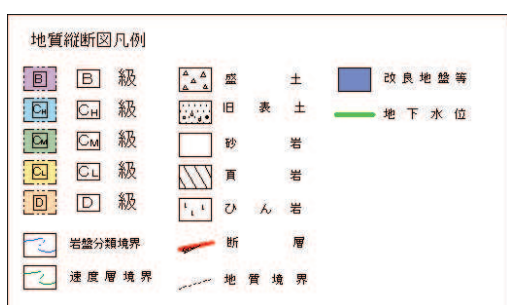 地質縦断図凡例
B B 級
CH CH 級
CM CM 級
CL CL 級
D D 級
岩盤分類境界
速度層境界
盛土
旧表土
砂岩
頁岩
ひん岩
断層
地質境界
改良地盤等
地下水位